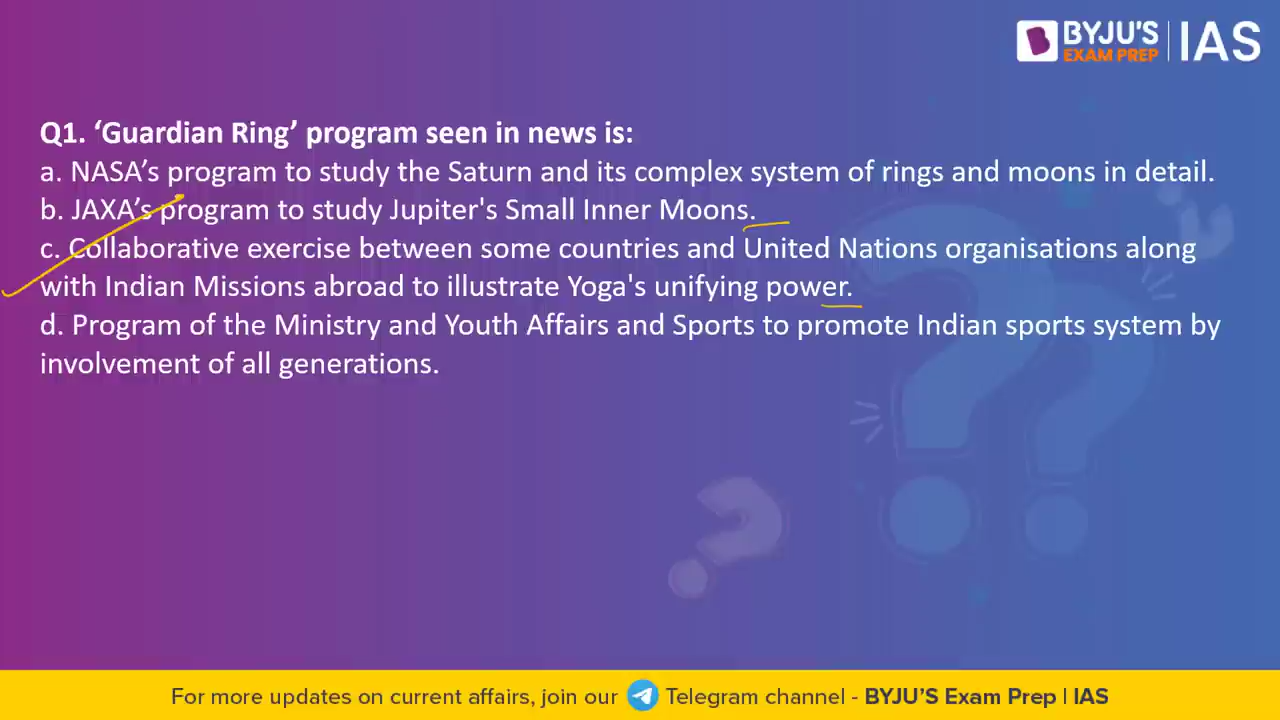 BYJU'S
EXAM PREP
IAS
Q1. ‘Guardian Ring’ program seen in news is:
a. NASA’s program to study the Saturn and its complex system of rings and moons in detail.
b. JAXA’s program to study Jupiter's Small Inner Moons.
c. Collaborative exercise between some countries and United Nations organisations along
with Indian Missions abroad to illustrate Yoga's unifying power.
d. Program of the Ministry and Youth Affairs and Sports to promote Indian sports system by
involvement of all generations.
For more updates on current affairs, join our Telegram channel - BYJU’S Exam Prep | IAS